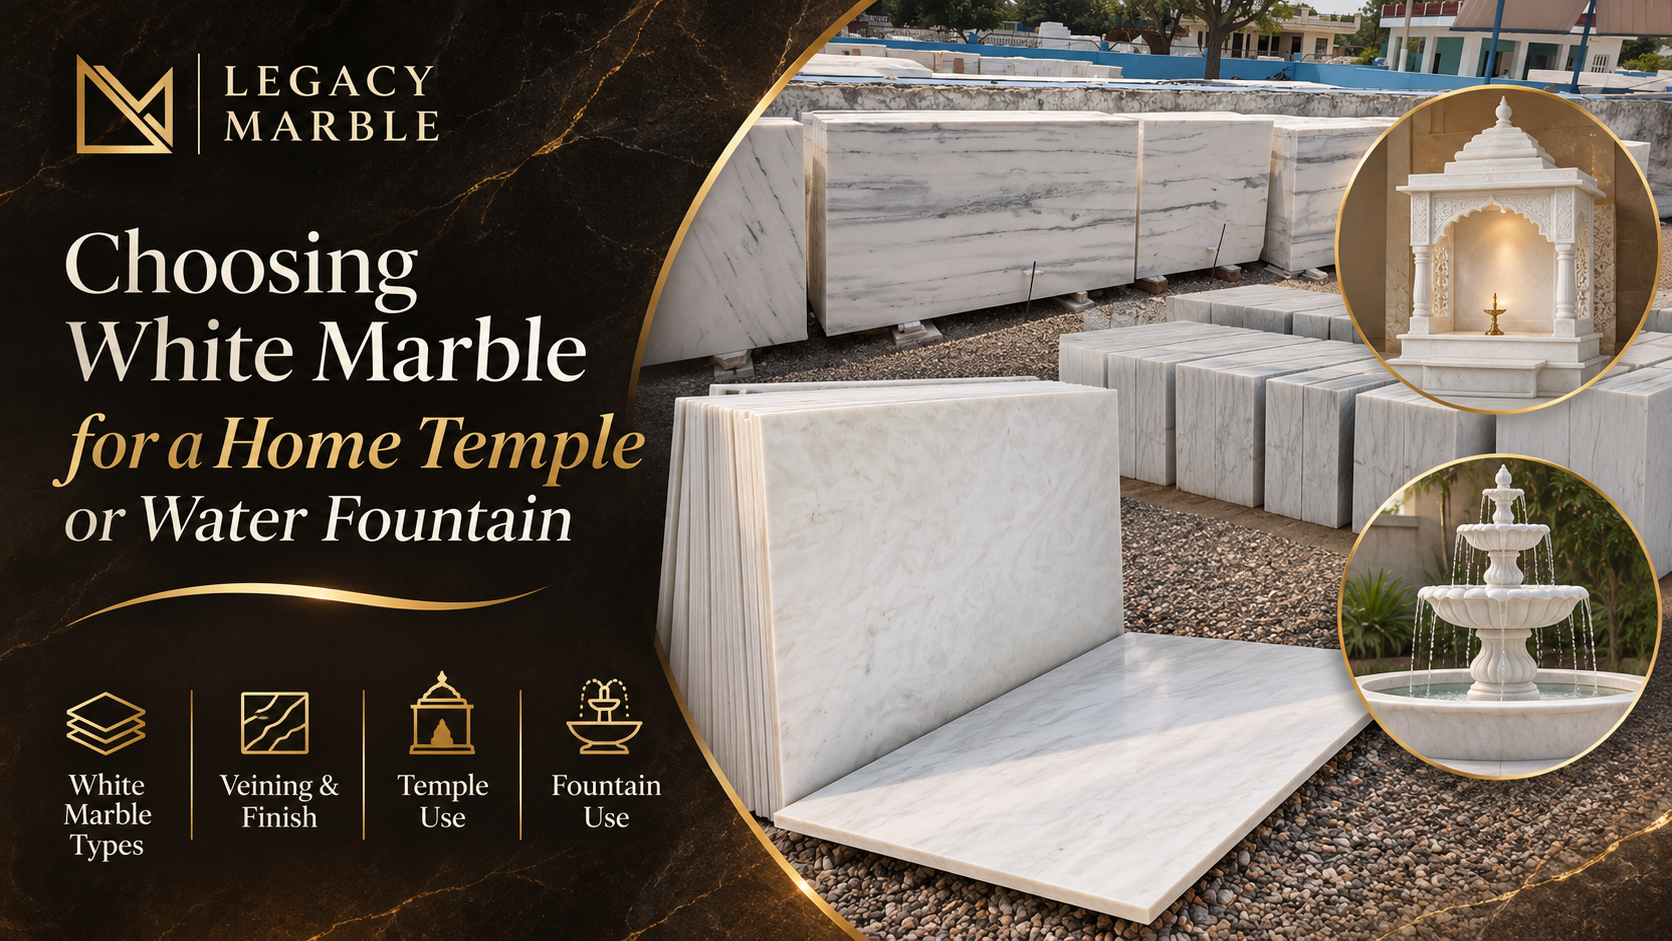 LEGACY
MARBLE
Choosing
White Marble
for a Home Temple
or Water Fountain
White
Marble
Types
Veining &
Finish
Temple
Use
Fountain
Use